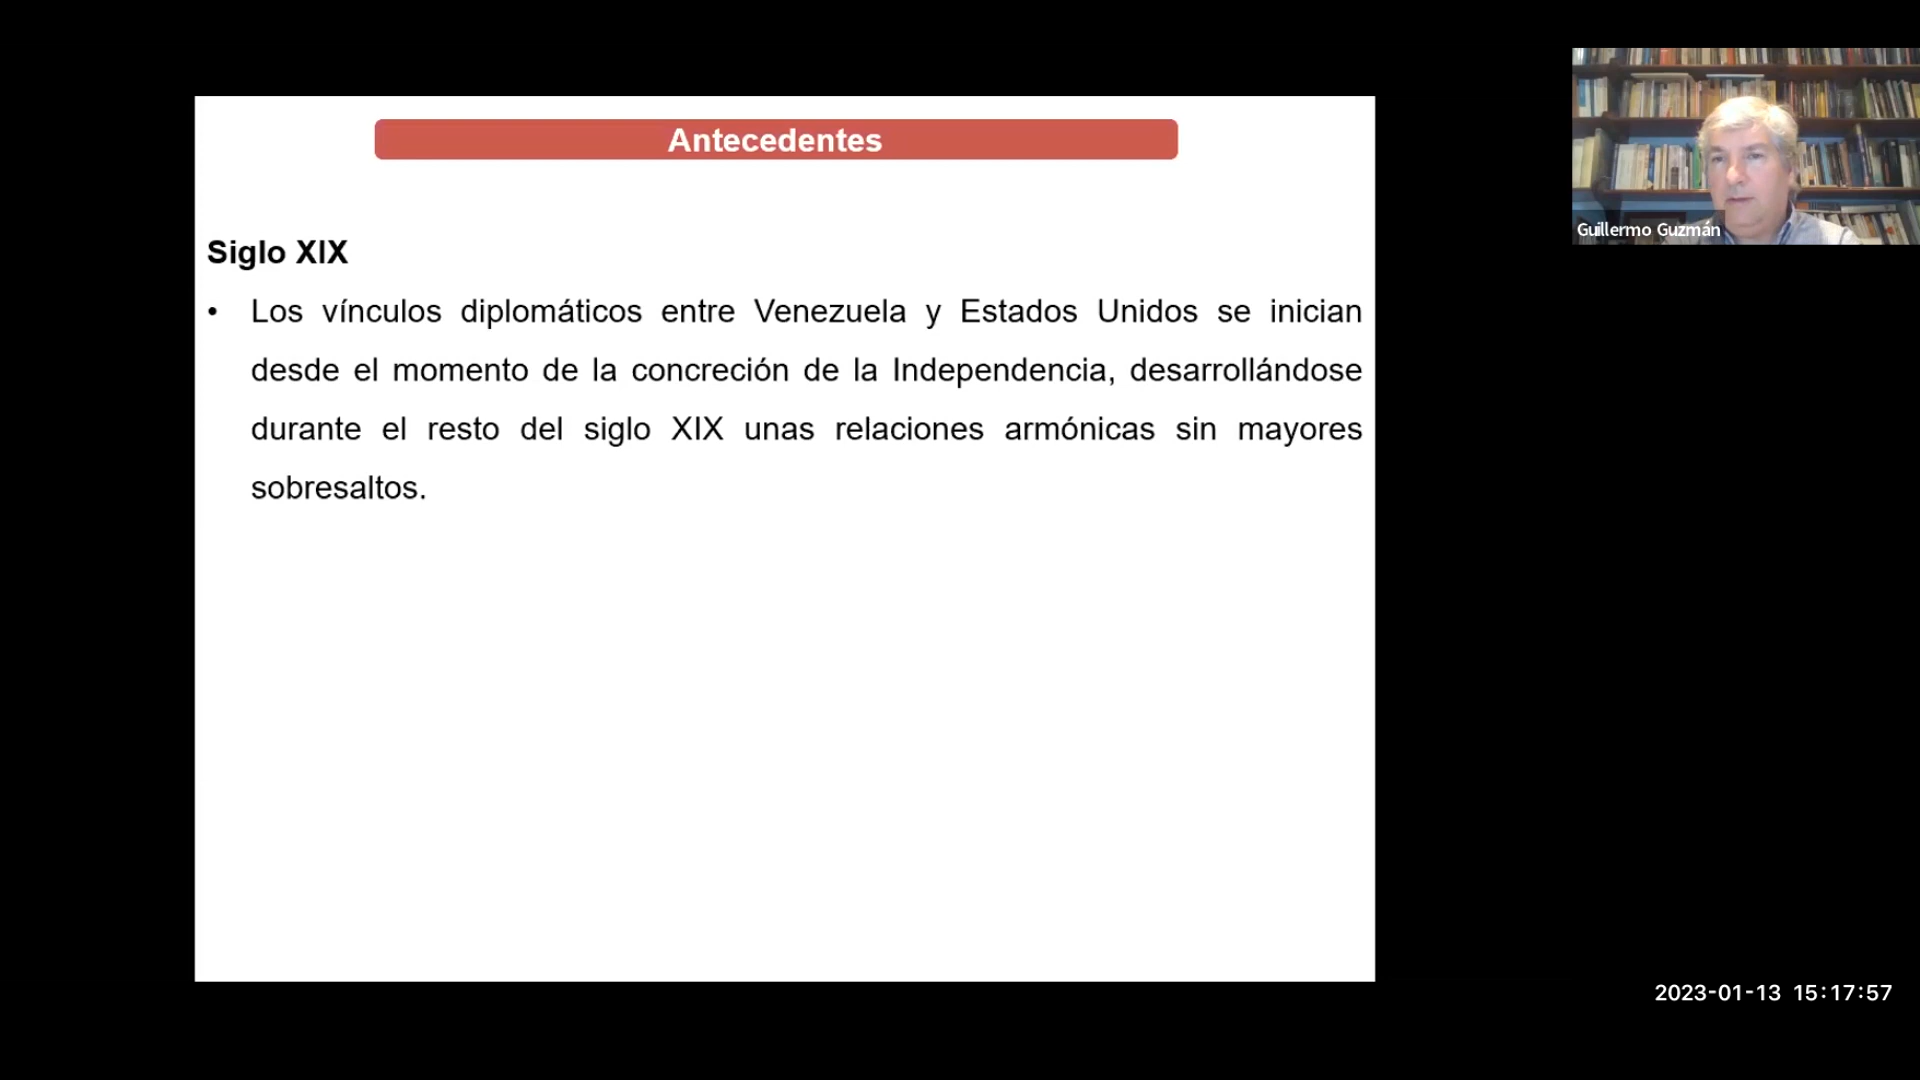 Antecedentes
Guillermo Guzmán
Siglo XIX
• Los vínculos diplomáticos entre Venezuela y Estados Unidos se inician
desde el momento de la concreción de la Independencia, desarrollándose
durante el resto del siglo XIX unas relaciones armónicas sin mayores
sobresaltos.
2023-01-13 15:17:57